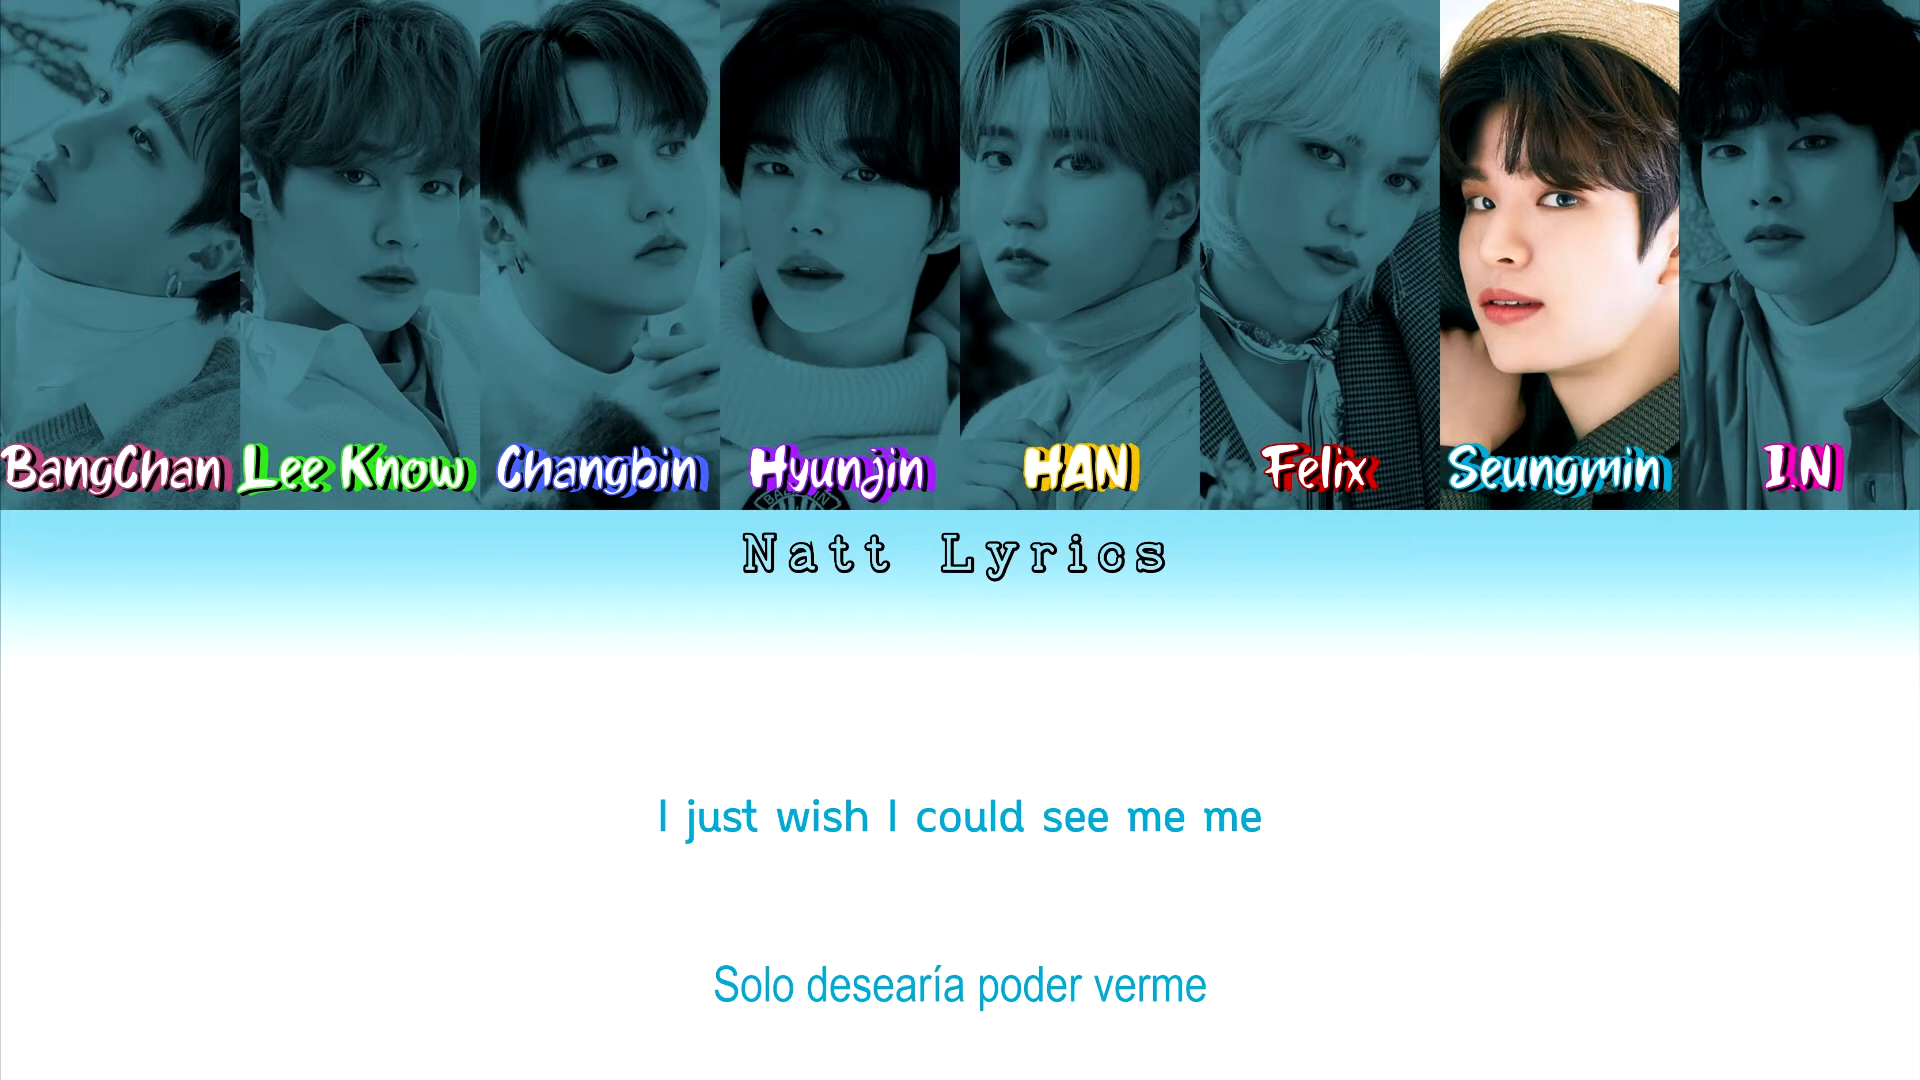 BangChan Lee Know Changbin Hyunjin HAN Felix Seungmin I.N
Natt Lyrics
I just wish I could see me me
Solo desearía poder verme